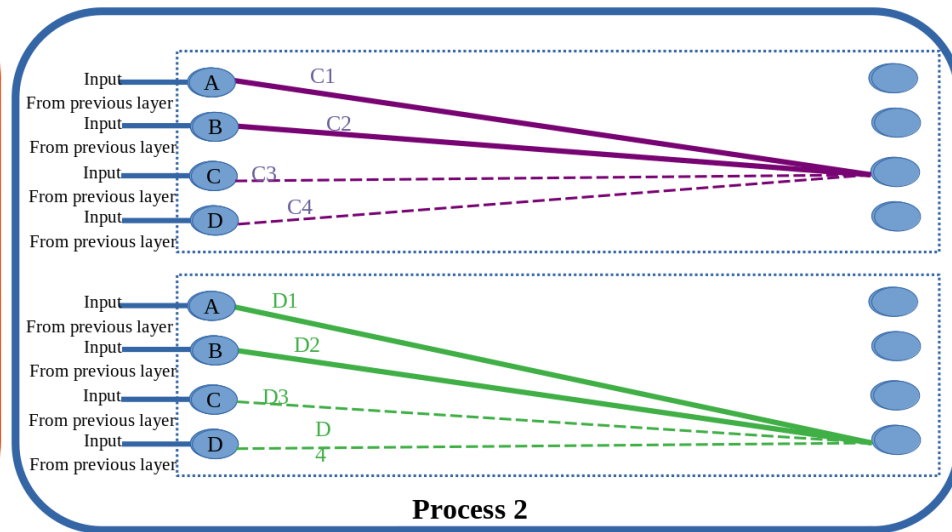 Input
A
C1
From previous layer
Input
B
C2
From previous layer
Input
C
C3
From previous layer
Input
D
C4
From previous layer
Input
A
D1
From previous layer
Input
B
D2
From previous layer
Input
C
D3
From previous layer
Input
D
D
4
From previous layer
Process 2